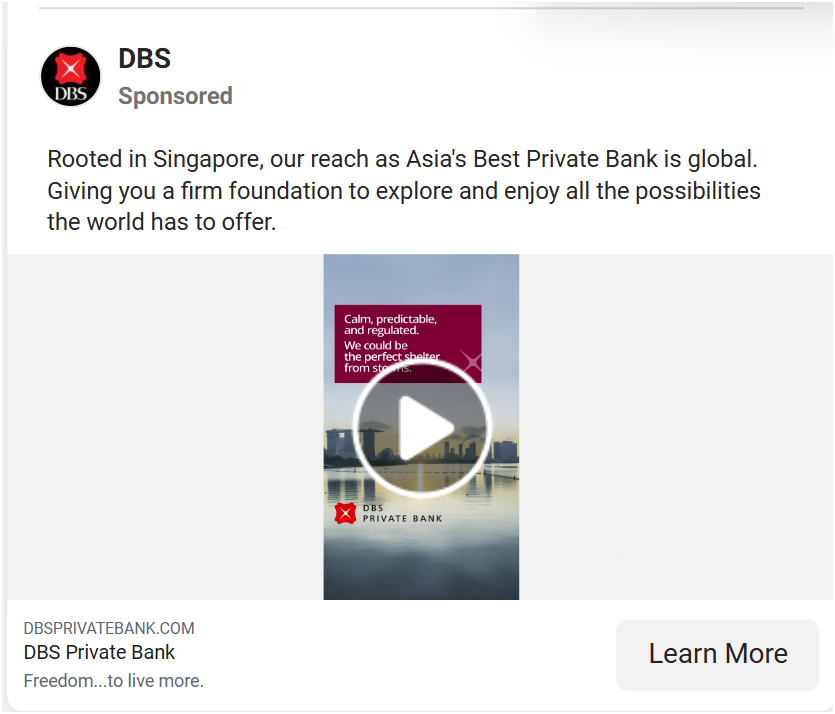 DBS
DBS
Sponsored
Rooted in Singapore, our reach as Asia's Best Private Bank is global.
Giving you a firm foundation to explore and enjoy all the possibilities
the world has to offer.
Calm, predictable,
and regulated.
We could be
the perfect shelter
from storms.
DBS
PRIVATE BANK
DBSPRIVATEBANK.COM
DBS Private Bank
Freedom...to live more.
Learn More